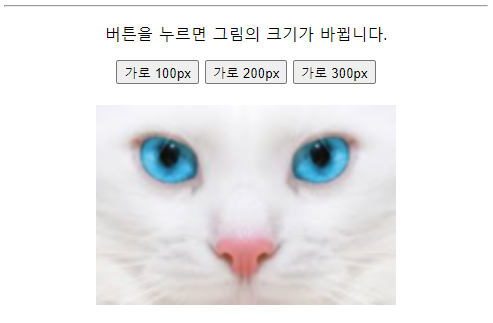 버튼을 누르면 그림의 크기가 바뀝니다.
가로 100px 가로 200px 가로 300px